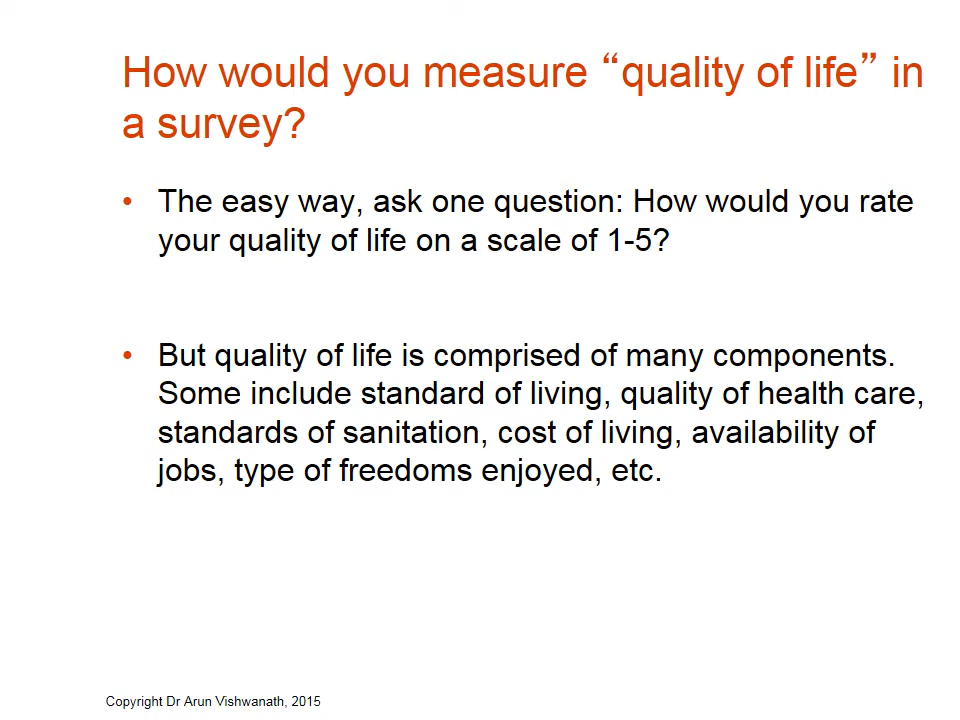 How would you measure “quality of life” in
a survey?
• The easy way, ask one question: How would you rate
your quality of life on a scale of 1-5?
• But quality of life is comprised of many components.
Some include standard of living, quality of health care,
standards of sanitation, cost of living, availability of
jobs, type of freedoms enjoyed, etc.
Copyright Dr Arun Vishwanath, 2015